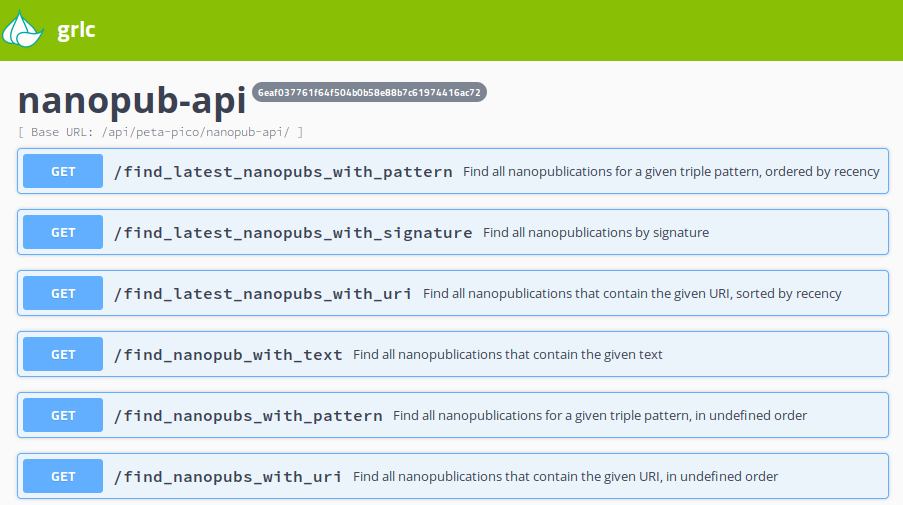 grlc
nanopub-api 6eaf037761f64f504b0b58e88b7c61974416ac72
[ Base URL: /api/peta-pico/nanopub-api/ ]
GET /find_latest_nanopubs_with_pattern Find all nanopublications for a given triple pattern, ordered by recency
GET /find_latest_nanopubs_with_signature Find all nanopublications by signature
GET /find_latest_nanopubs_with_uri Find all nanopublications that contain the given URI, sorted by recency
GET /find_nanopub_with_text Find all nanopublications that contain the given text
GET /find_nanopubs_with_pattern Find all nanopublications for a given triple pattern, in undefined order
GET /find_nanopubs_with_uri Find all nanopublications that contain the given URI, in undefined order